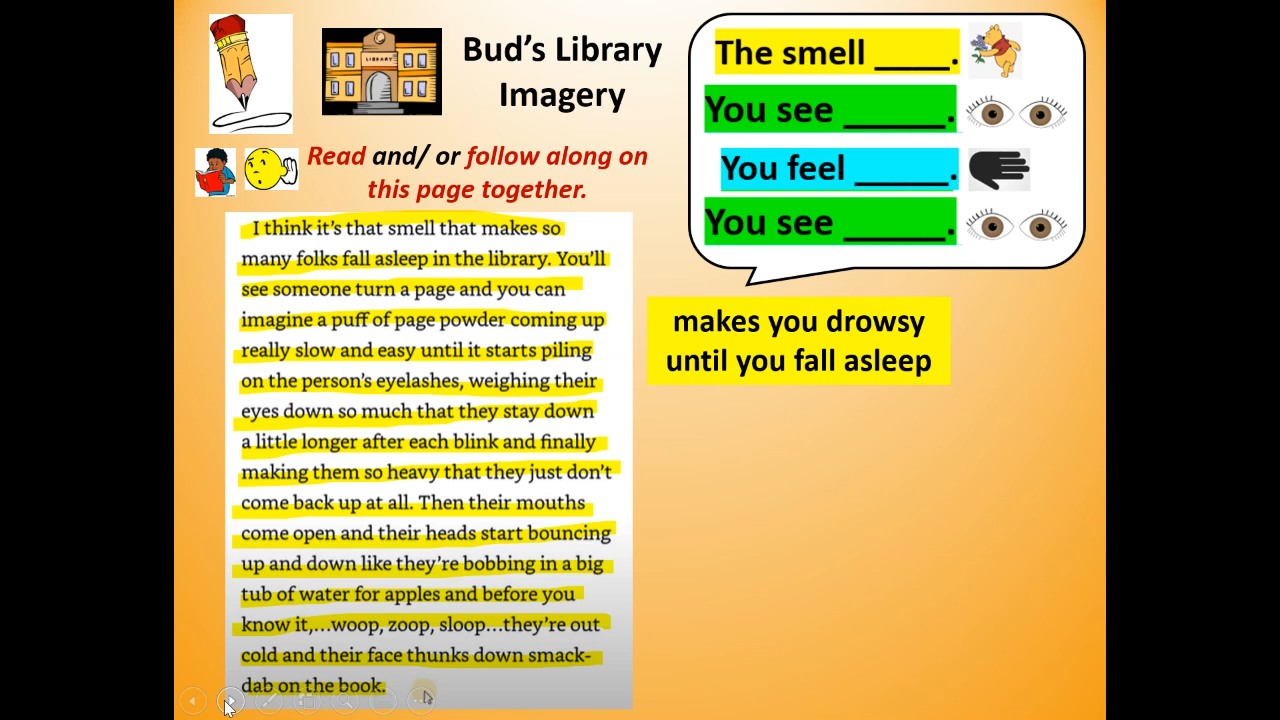 Bud's Library
Imagery
LIBRARY
Read and/ or follow along on
this page together.
I think it's that smell that makes so
many folks fall asleep in the library. You'll
see someone turn a page and you can
imagine a puff of page powder coming up
really slow and easy until it starts piling
on the person's eyelashes, weighing their
eyes down so much that they stay down
a little longer after each blink and finally
making them so heavy that they just don't
come back up at all. Then their mouths
come open and their heads start bouncing
up and down like they're bobbing in a big
tub of water for apples and before you
know it,...woop, zoop, sloop...they're out
cold and their face thunks down smack-
dab on the book.
The smell ____.
You see _____.
You feel _____.
You see _____.
makes you drowsy
until you fall asleep